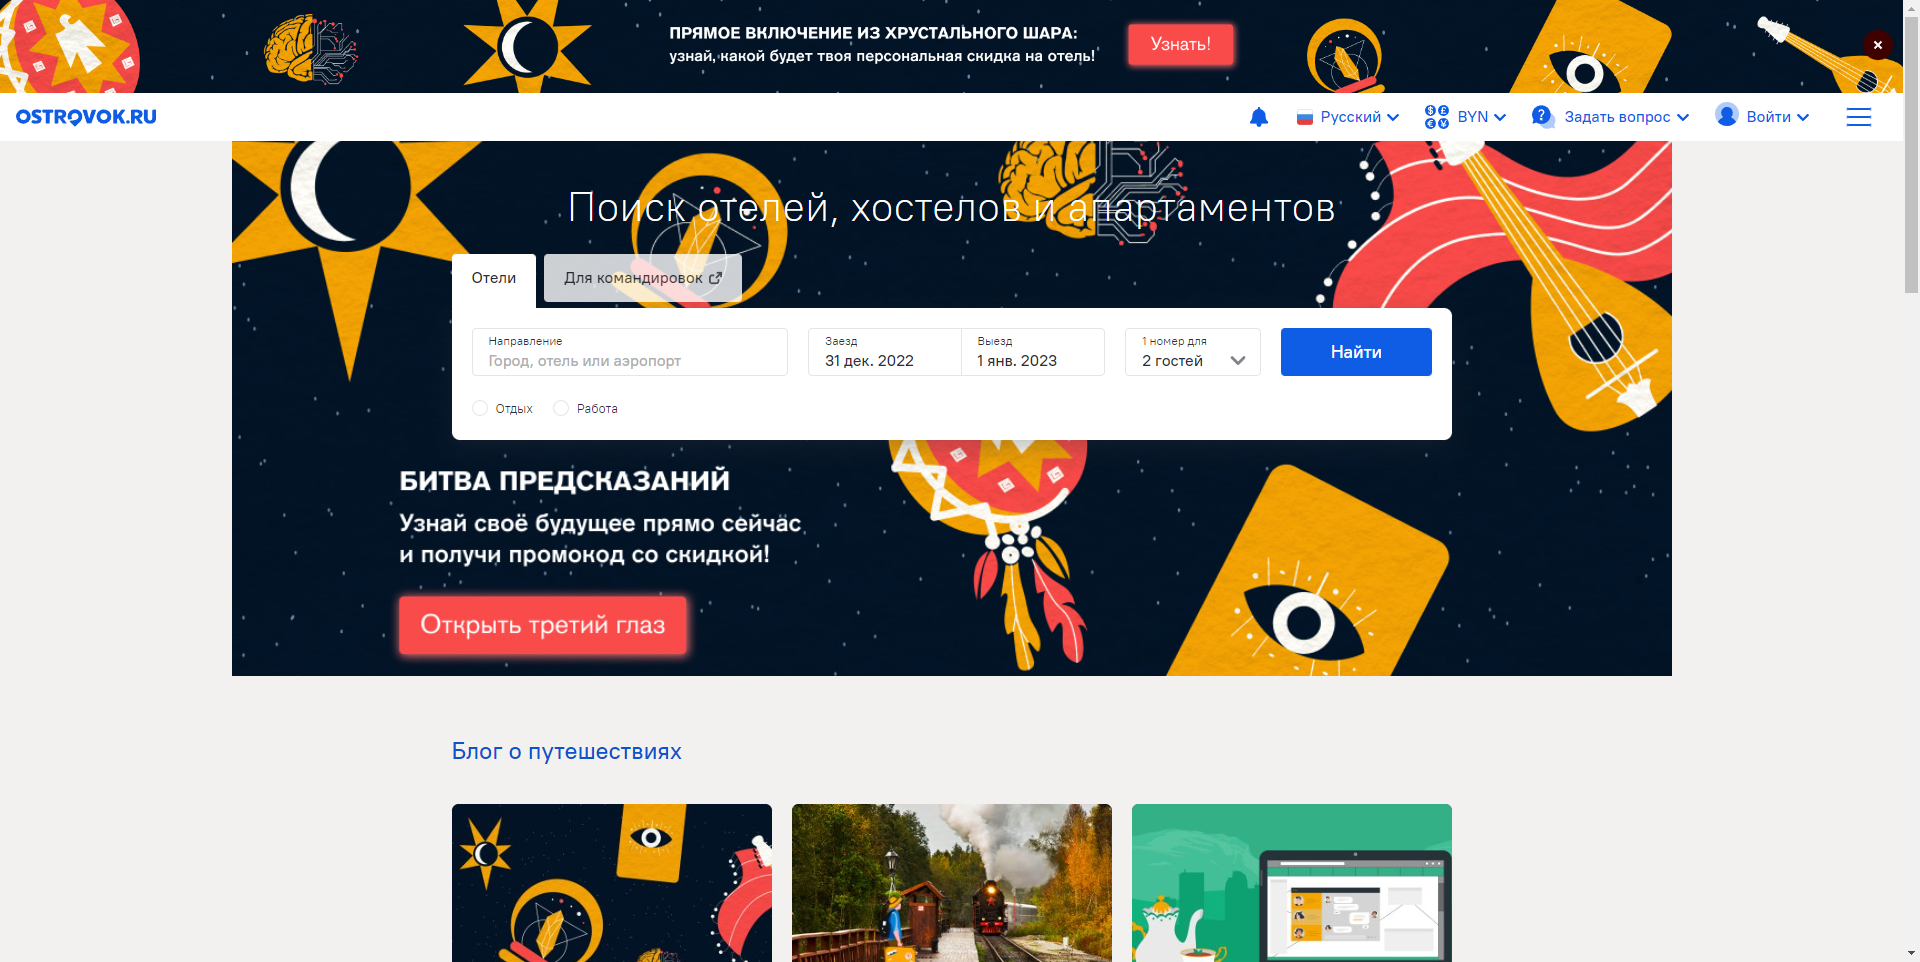 ПРЯМОЕ ВКЛЮЧЕНИЕ ИЗ ХРУСТАЛЬНОГО ШАРА:
узнай, какой будет твоя персональная скидка на отель!
Узнать!
OSTROVOK.RU
Русский
BYN
Задать вопрос
Войти
Поиск отелей, хостелов и апартаментов
Отели
Для командировок
Направление
Город, отель или аэропорт
Заезд
31 дек. 2022
Выезд
1 янв. 2023
1 номер для
2 гостей
Найти
Отдых
Работа
БИТВА ПРЕДСКАЗАНИЙ
Узнай своё будущее прямо сейчас
и получи промокод со скидкой!
Открыть третий глаз
Блог о путешествиях